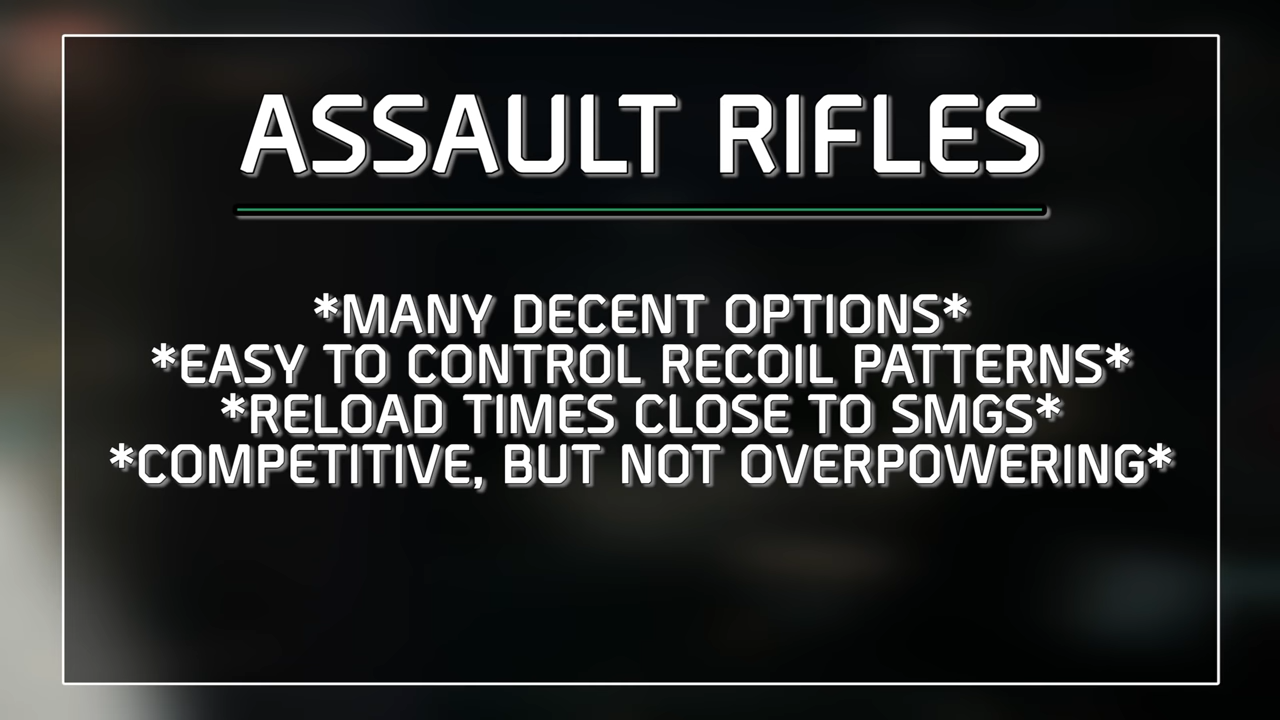 ASSAULT RIFLES
*MANY DECENT OPTIONS*
*EASY TO CONTROL RECOIL PATTERNS*
*RELOAD TIMES CLOSE TO SMGS*
*COMPETITIVE, BUT NOT OVERPOWERING*